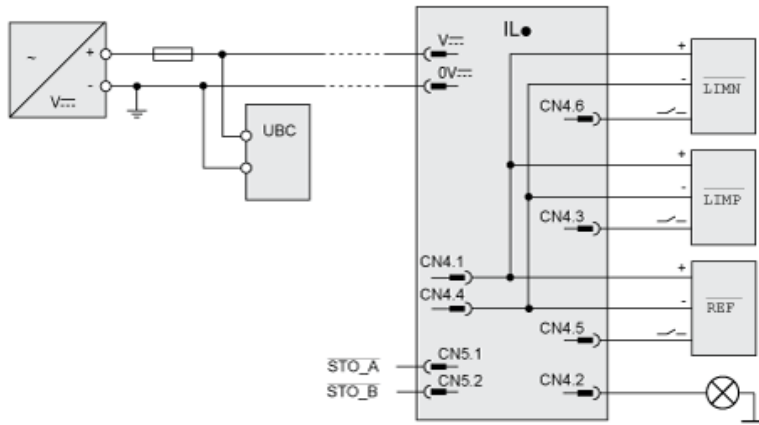 ~
+
-
V⎓
UBC
IL●
V⎓
0V⎓
CN4.6
+
-
LIMN
CN4.3
+
-
LIMP
CN4.1
CN4.4
CN4.5
+
-
REF
STO_A
CN5.1
STO_B
CN5.2
CN4.2